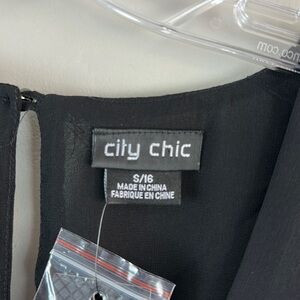 city chic
S/16
MADE IN CHINA
FABRIQUE EN CHINE